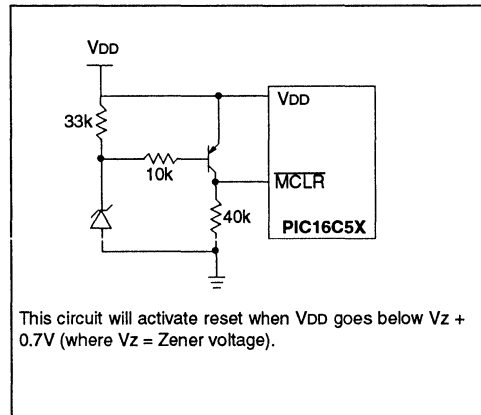 VDD
33k
VDD
10k
MCLR
40k
PIC16C5X
This circuit will activate reset when VDD goes below Vz +
0.7V (where Vz = Zener voltage).